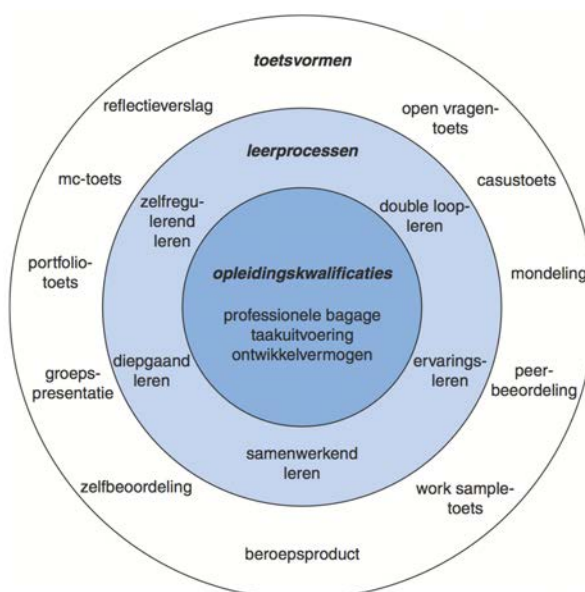 toetsvormen
reflectieverslag
open vragen-
toets
leerprocessen
mc-toets
casustoets
zelfregu-
lerend
leren
double loop-
leren
portfolio-
toets
opleidingskwalificaties
mondeling
professionele bagage
taakuitvoering
ontwikkelvermogen
groeps-
presentatie
diepgaand
leren
ervarings-
leren
peer-
beoordeling
samenwerkend
leren
zelfbeoordeling
work sample-
toets
beroepsproduct